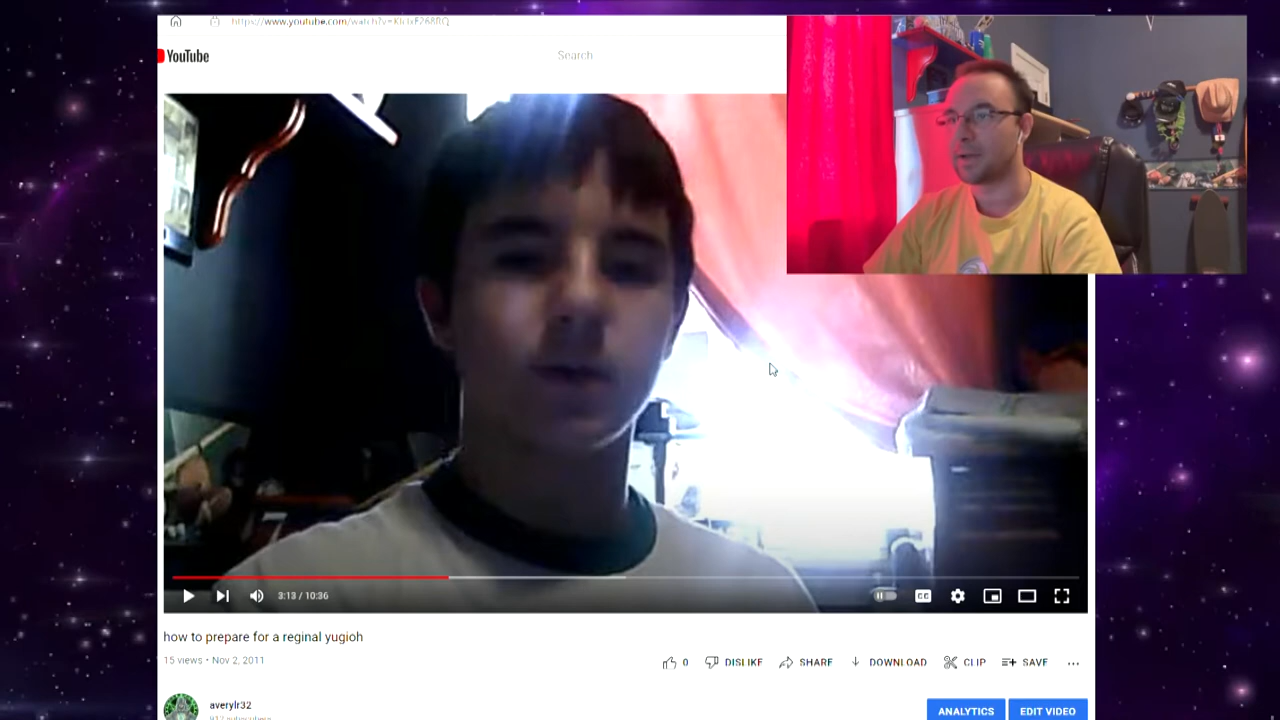 YouTube
Search
3:13 / 10:36
CC
how to prepare for a reginal yugioh
15 views • Nov 2, 2011
0 DISLIKE SHARE DOWNLOAD CLIP SAVE ...
averylr32
ANALYTICS EDIT VIDEO